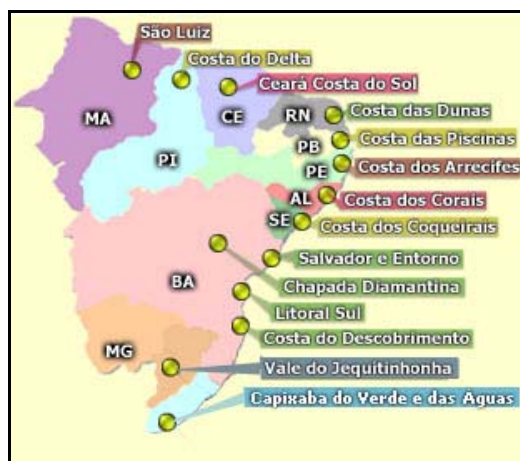 São Luiz
Costa do Delta
Ceará Costa do Sol
MA
CE
RN
Costa das Dunas
PB
Costa das Piscinas
PI
PE
Costa dos Arrecifes
AL
Costa dos Corais
SE
Costa dos Coqueirais
Salvador e Entorno
BA
Chapada Diamantina
Litoral Sul
Costa do Descobrimento
MG
Vale do Jequitinhonha
Capixaba do Verde e das Aguas